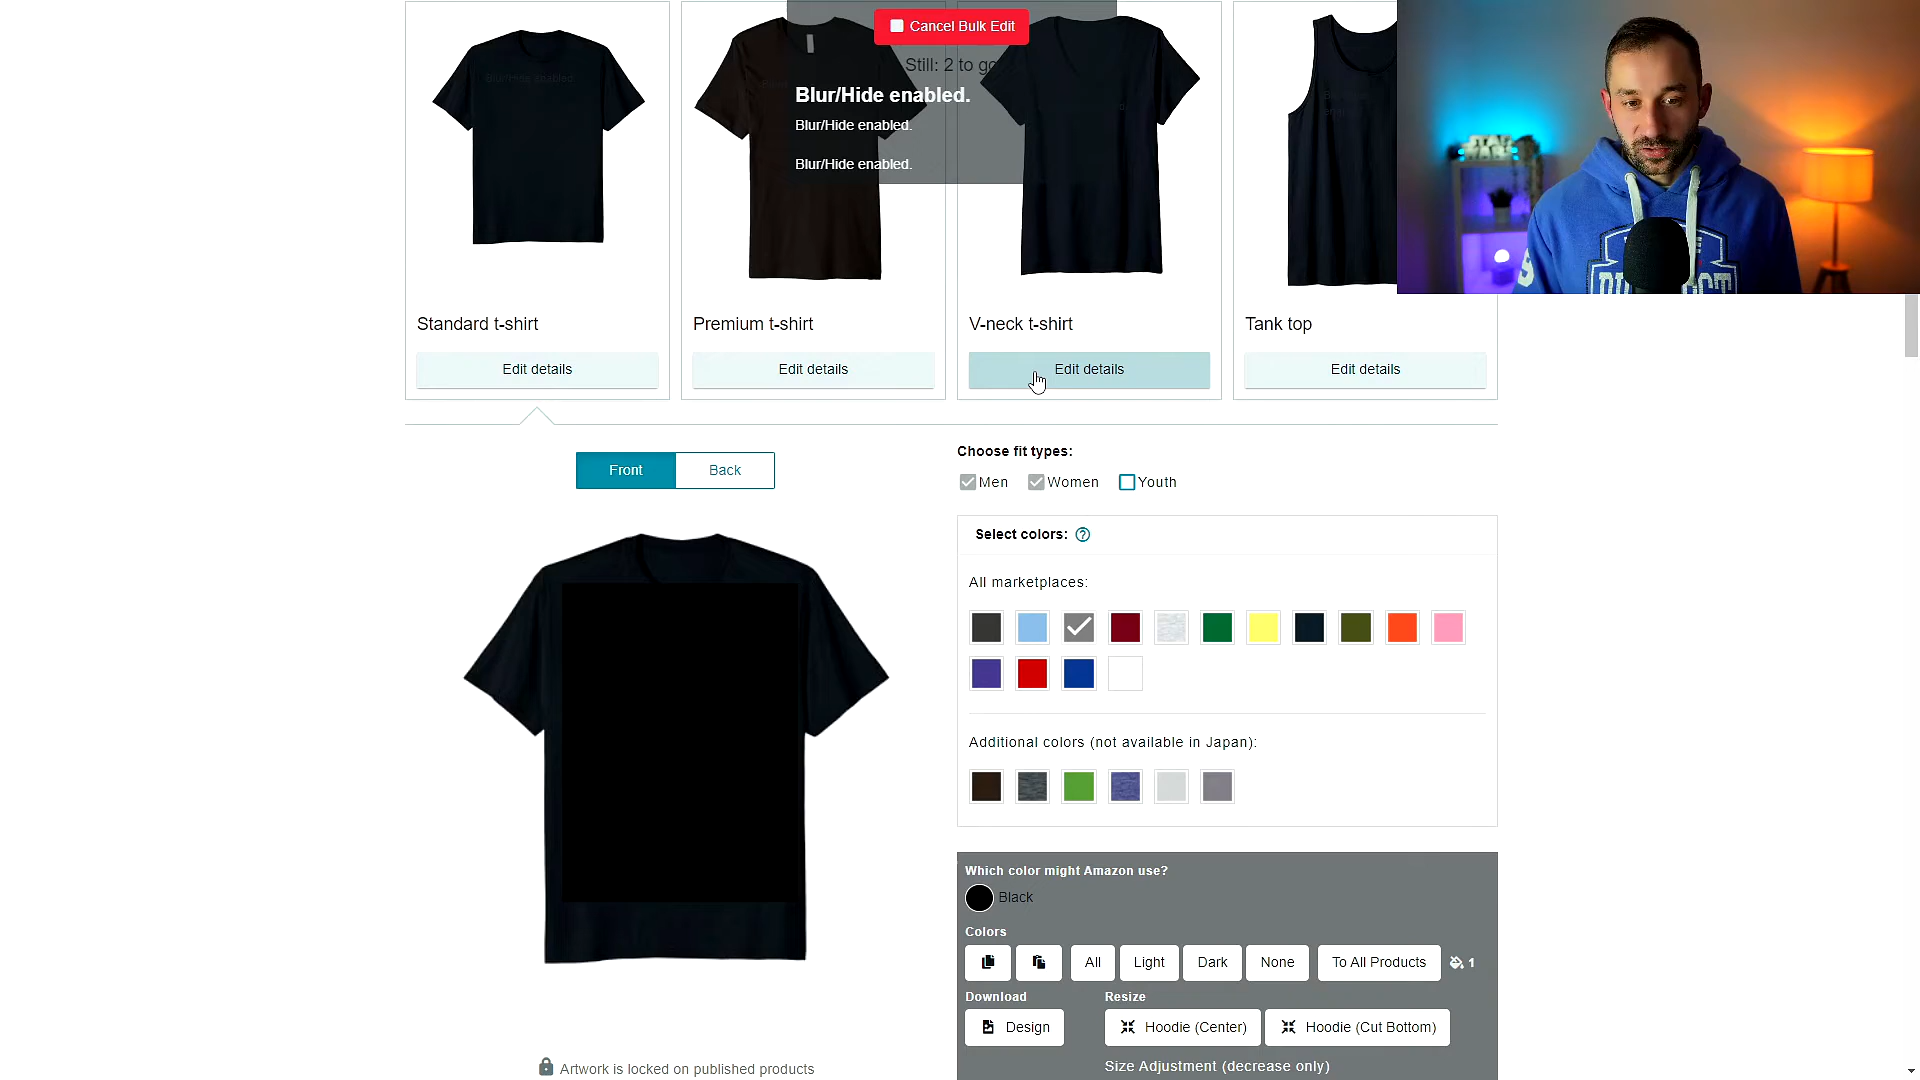 Cancel Bulk Edit
Still: 2 to go
Blur/Hide enabled.
Blur/Hide enabled.
Blur/Hide enabled.
Blur/Hide enabled.
Standard t-shirt
Premium t-shirt
V-neck t-shirt
Tank top
Edit details
Edit details
Edit details
Edit details
Front
Back
Choose fit types:
Men
Women
Youth
Select colors:
All marketplaces:
Additional colors (not available in Japan):
Which color might Amazon use?
Black
Colors
All
Light
Dark
None
To All Products
1
Download
Resize
Design
Hoodie (Center)
Hoodie (Cut Bottom)
Size Adjustment (decrease only)
Artwork is locked on published products